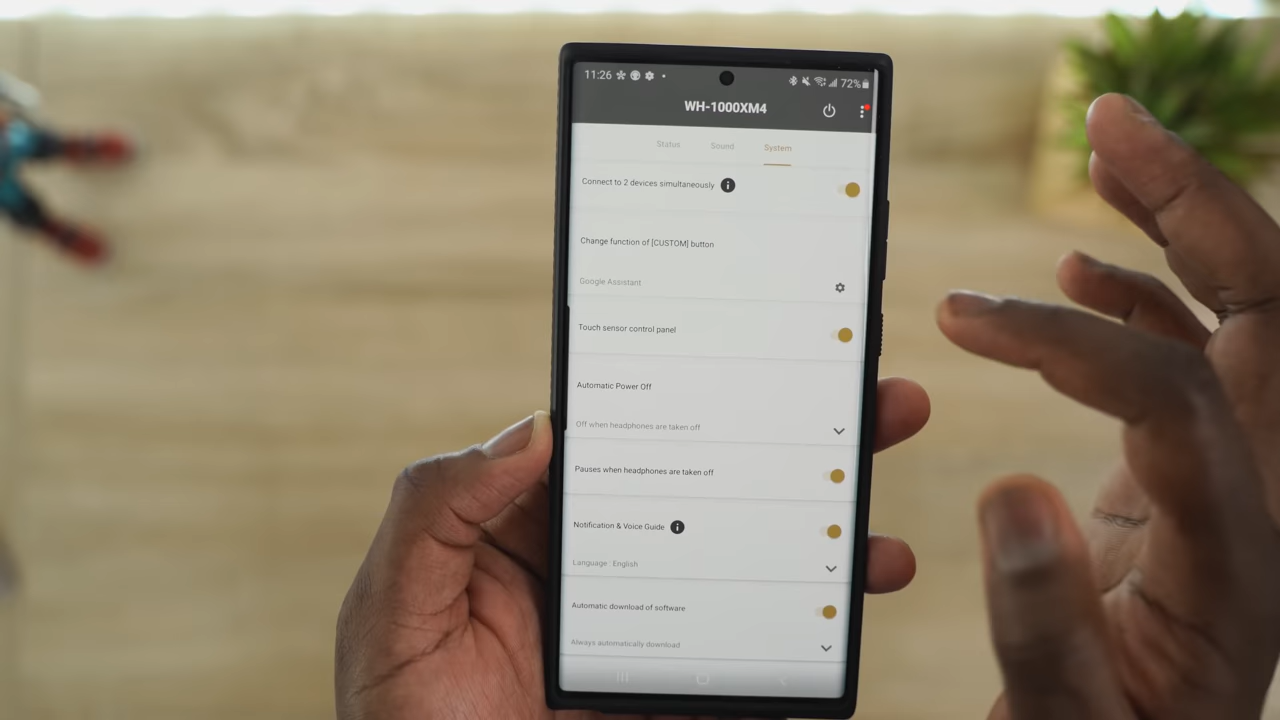 11:26 72%
WH-1000XM4
Status Sound System
Connect to 2 devices simultaneously
Change function of [CUSTOM] button
Google Assistant
Touch sensor control panel
Automatic Power Off
Off when headphones are taken off
Pauses when headphones are taken off
Notification & Voice Guide
Language : English
Automatic download of software
Always automatically download